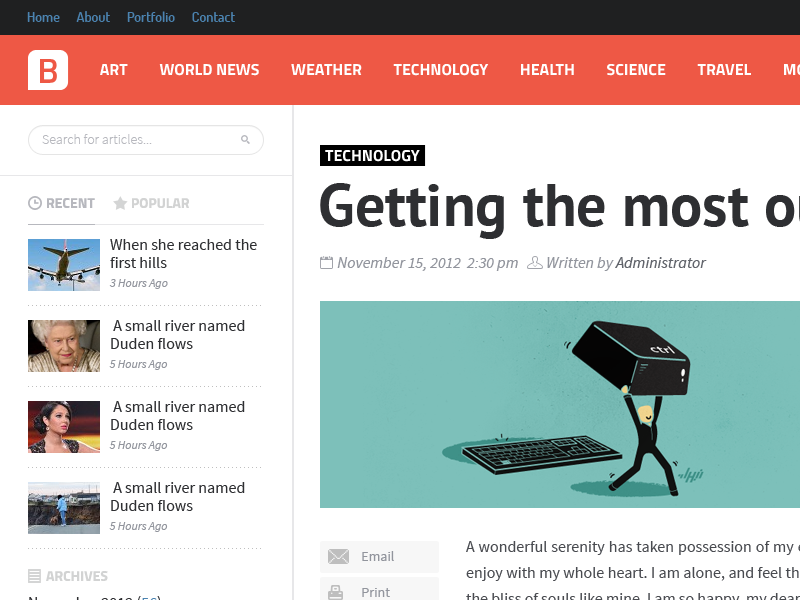 Home About Portfolio Contact
B ART WORLD NEWS WEATHER TECHNOLOGY HEALTH SCIENCE TRAVEL
Search for articles...
RECENT POPULAR
When she reached the
first hills
3 Hours Ago
A small river named
Duden flows
5 Hours Ago
A small river named
Duden flows
5 Hours Ago
A small river named
Duden flows
5 Hours Ago
ARCHIVES
TECHNOLOGY
Getting the most
November 15, 2012 2:30 pm Written by Administrator
ctrl
Email
Print
A wonderful serenity has taken possession of my
enjoy with my whole heart. I am alone, and feel
the bliss of souls like mine. I am so happy, my dear